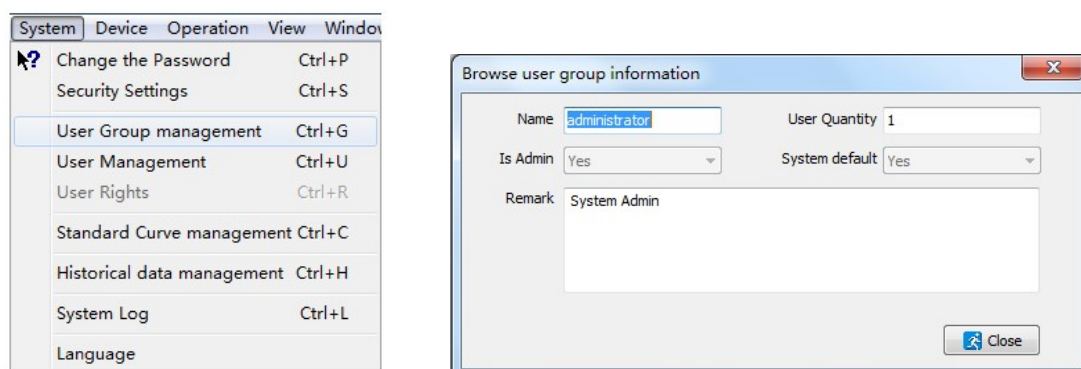 System Device Operation View Window
Change the Password Ctrl+P
Security Settings Ctrl+S
User Group management Ctrl+G
User Management Ctrl+U
User Rights Ctrl+R
Standard Curve management Ctrl+C
Historical data management Ctrl+H
System Log Ctrl+L
Language
Browse user group information
Name administrator User Quantity 1
Is Admin Yes System default Yes
Remark System Admin
Close